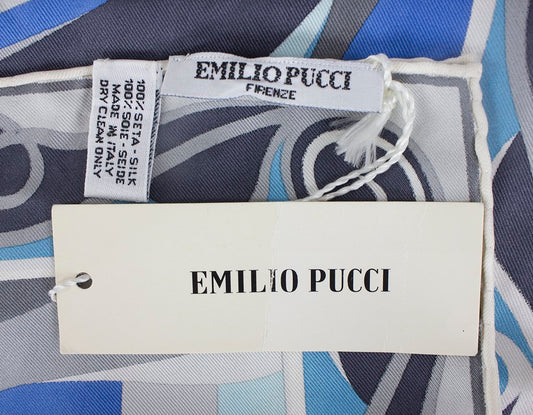 EMILIO PUCCI
FIRENZE
100% SETA - SILK
100% SOIE - SEIDE
MADE IN ITALY
DRY CLEAN ONLY
EMILIO PUCCI